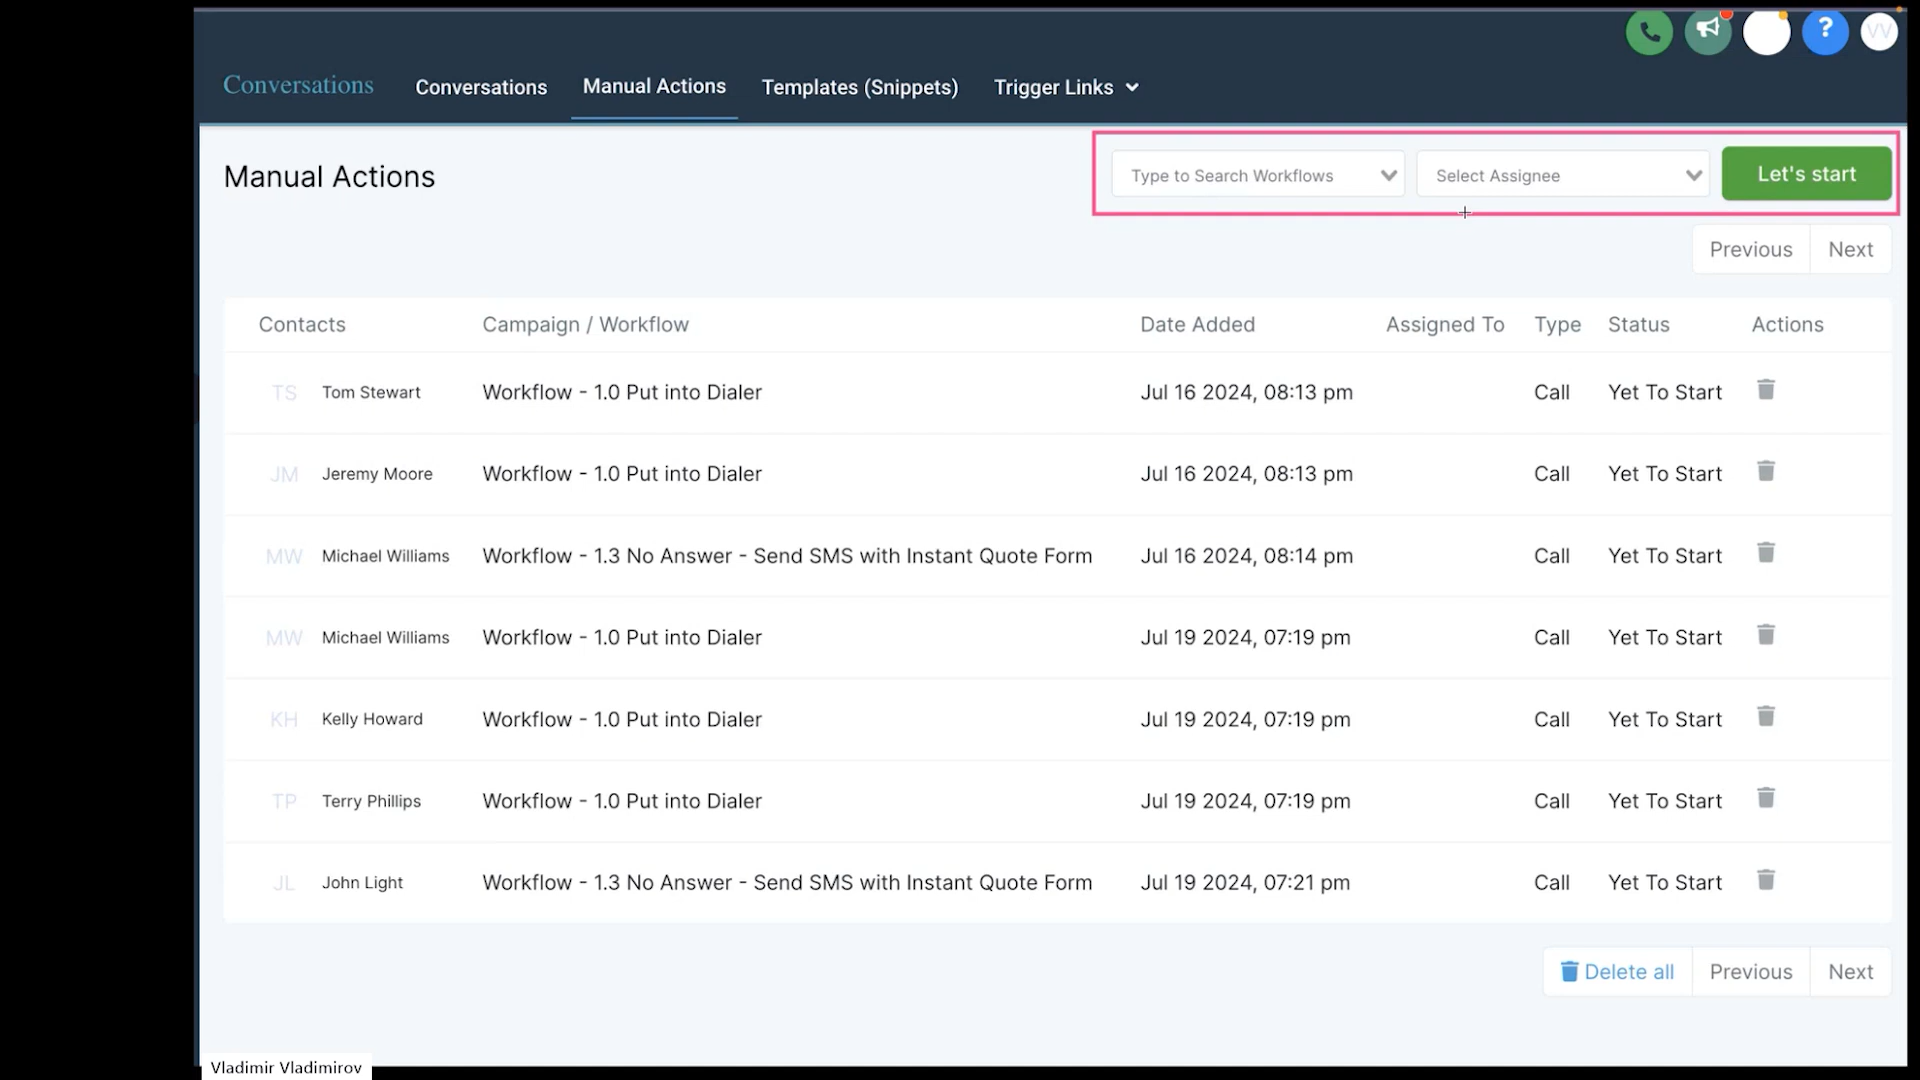 ?
VV
Conversations
Conversations
Manual Actions
Templates (Snippets)
Trigger Links
Manual Actions
Type to Search Workflows
Select Assignee
Let's start
Previous
Next
Contacts Campaign / Workflow Date Added Assigned To Type Status Actions
TS Tom Stewart Workflow - 1.0 Put into Dialer Jul 16 2024, 08:13 pm Call Yet To Start
JM Jeremy Moore Workflow - 1.0 Put into Dialer Jul 16 2024, 08:13 pm Call Yet To Start
MW Michael Williams Workflow - 1.3 No Answer - Send SMS with Instant Quote Form Jul 16 2024, 08:14 pm Call Yet To Start
MW Michael Williams Workflow - 1.0 Put into Dialer Jul 19 2024, 07:19 pm Call Yet To Start
KH Kelly Howard Workflow - 1.0 Put into Dialer Jul 19 2024, 07:19 pm Call Yet To Start
TP Terry Phillips Workflow - 1.0 Put into Dialer Jul 19 2024, 07:19 pm Call Yet To Start
JL John Light Workflow - 1.3 No Answer - Send SMS with Instant Quote Form Jul 19 2024, 07:21 pm Call Yet To Start
Delete all
Previous
Next
Vladimir Vladimirov